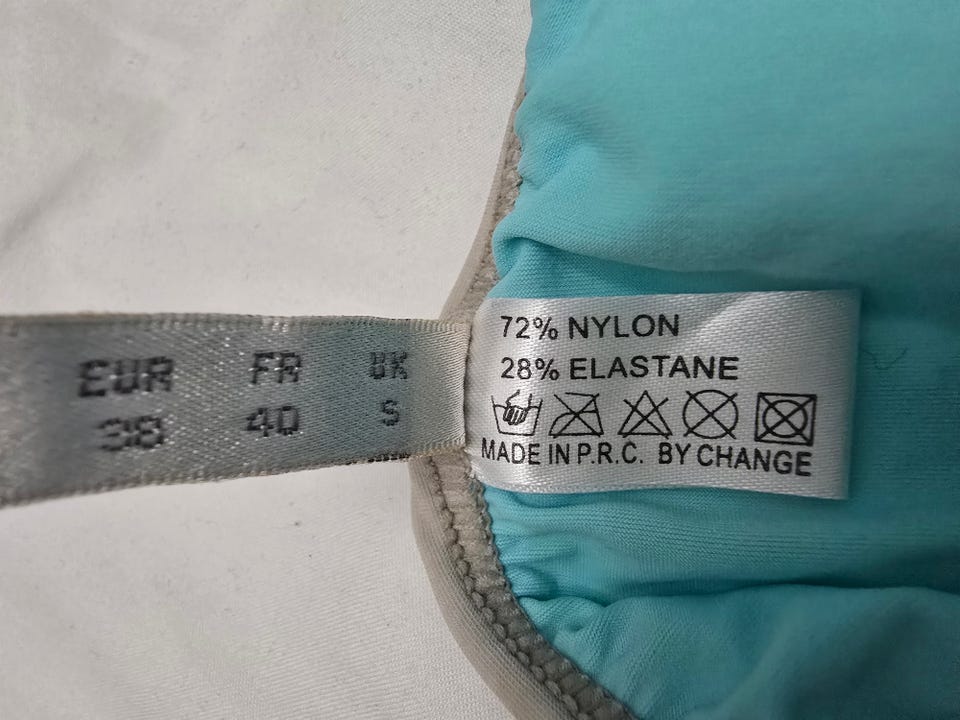 EUR FR UK
38 40 S
72% NYLON
28% ELASTANE
MADE IN P.R.C. BY CHANGE